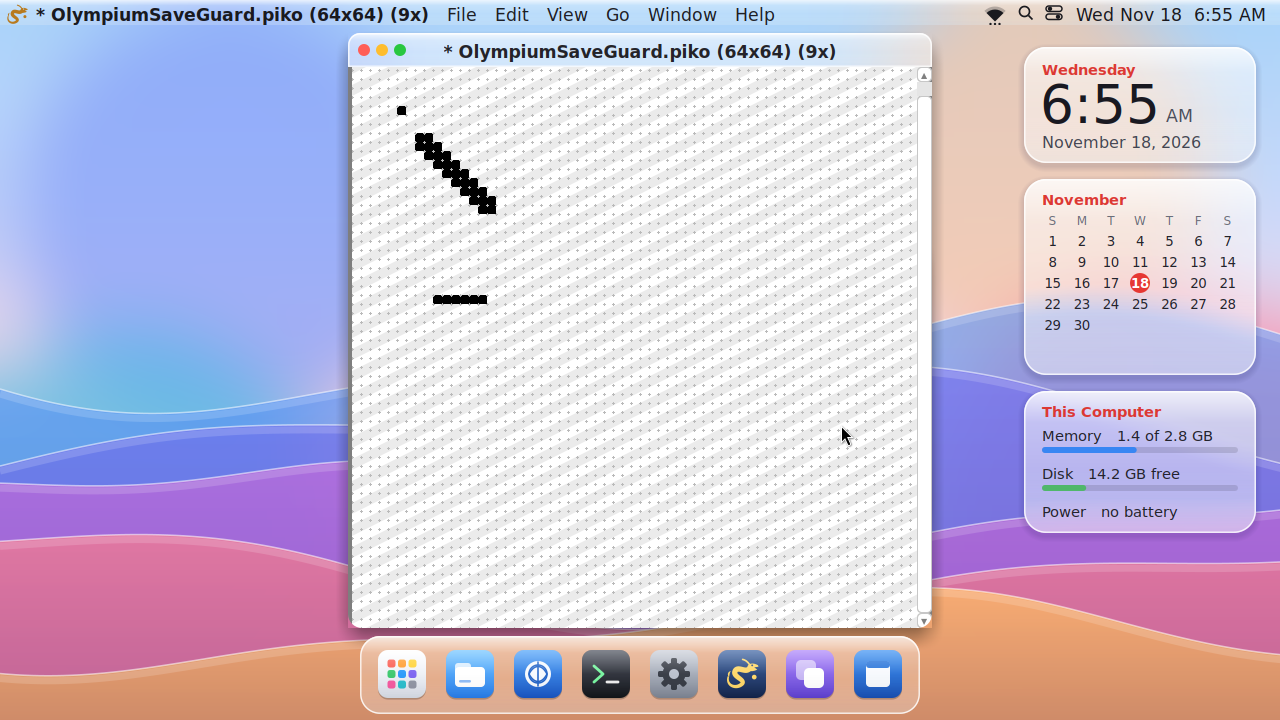 * OlympiumSaveGuard.piko (64x64) (9x) File Edit View Go Window Help Wed Nov 18 6:55 AM
* OlympiumSaveGuard.piko (64x64) (9x)
Wednesday
6:55 AM
November 18, 2026
November
S M T W T F S
1 2 3 4 5 6 7
8 9 10 11 12 13 14
15 16 17 18 19 20 21
22 23 24 25 26 27 28
29 30
This Computer
Memory 1.4 of 2.8 GB
Disk 14.2 GB free
Power no battery